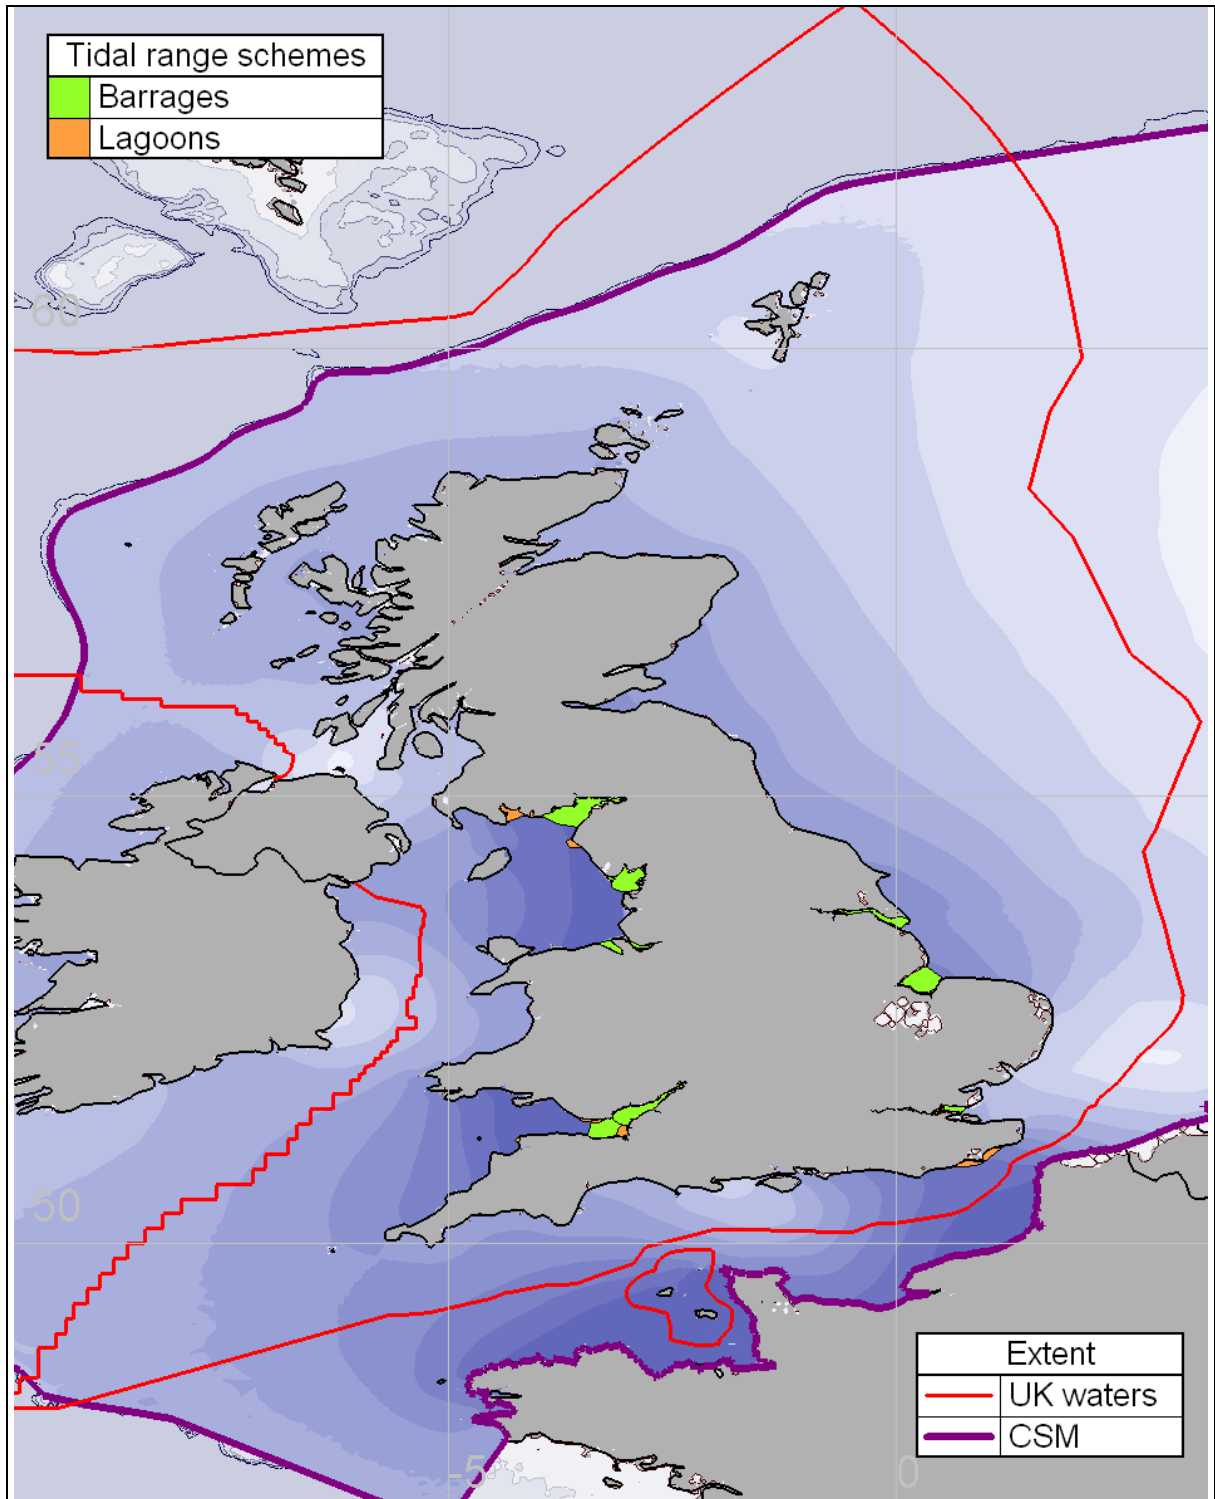 Tidal range schemes
Barrages
Lagoons
60
55
50
-5
0
Extent
UK waters
CSM